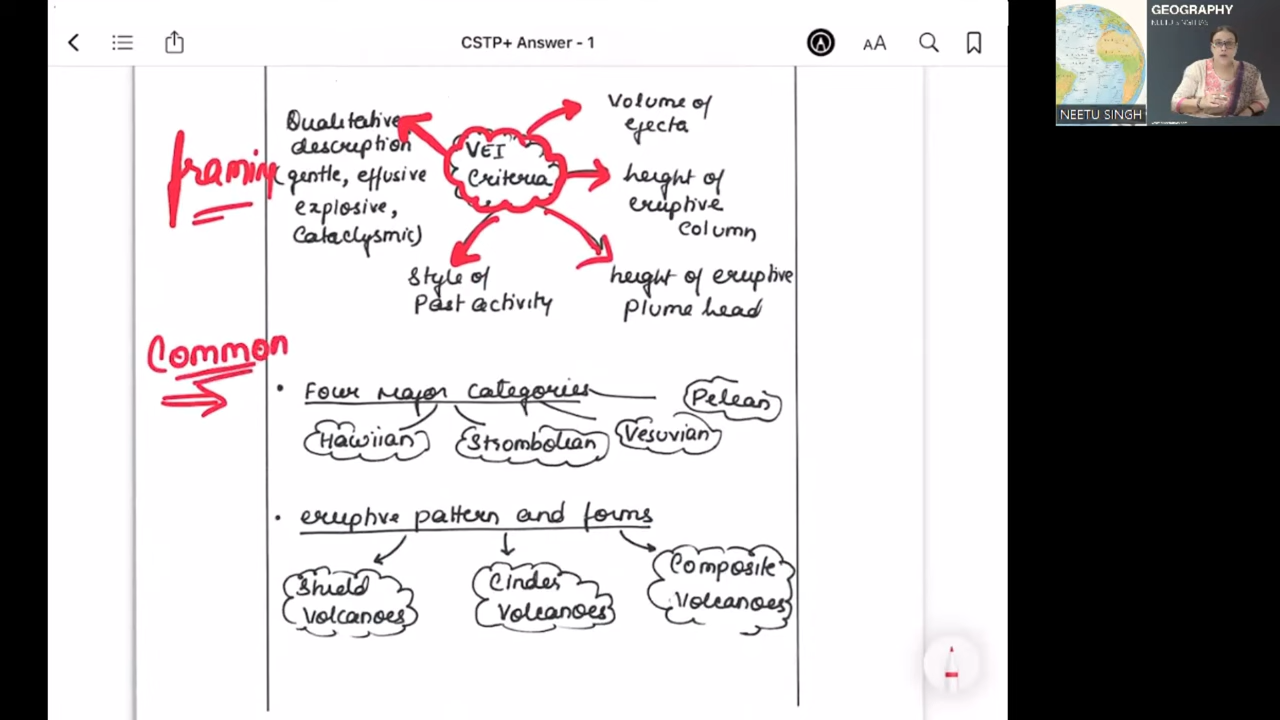 CSTP+ Answer - 1
AA
GEOGRAPHY
NEETU SINGH
framing
Qualitative
description
(gentle, effusive
explosive,
Cataclysmic)
VEI
Criteria
Volume of
ejecta
height of
eruptive
Column
height of eruptive
plume head
Style of
Past activity
Common
• Four Major Categories
Pelean
Hawiian
Strombolian
Vesuvian
• eruptive pattern and forms
Shield
Volcanoes
Cinder
Volcanoes
Composite
Volcanoes